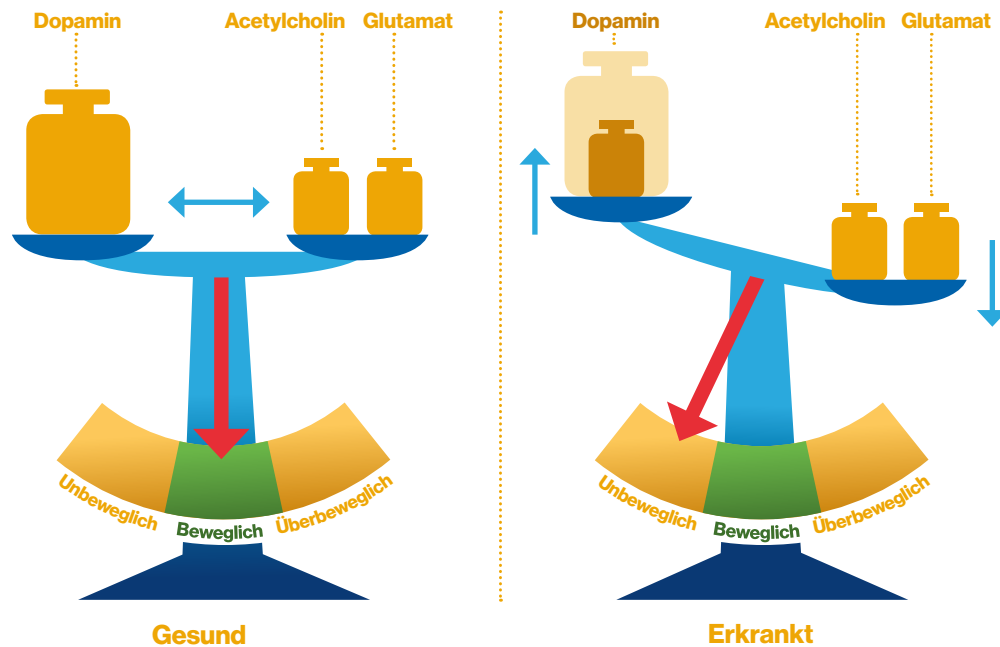 Dopamin
Acetylcholin
Glutamat
Unbeweglich
Beweglich
Überbeweglich
Gesund
Dopamin
Acetylcholin
Glutamat
Unbeweglich
Beweglich
Überbeweglich
Erkrankt